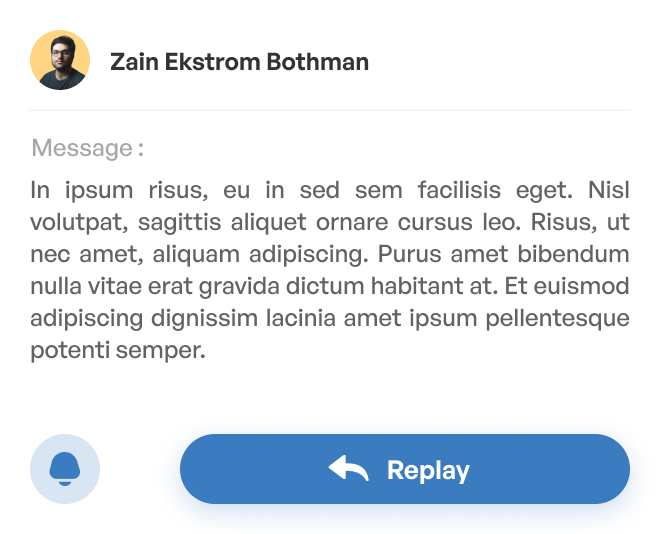 Zain Ekstrom Bothman
Message :
In ipsum risus, eu in sed sem facilisis eget. Nisl
volutpat, sagittis aliquet ornare cursus leo. Risus, ut
nec amet, aliquam adipiscing. Purus amet bibendum
nulla vitae erat gravida dictum habitant at. Et euismod
adipiscing dignissim lacinia amet ipsum pellentesque
potenti semper.
Replay